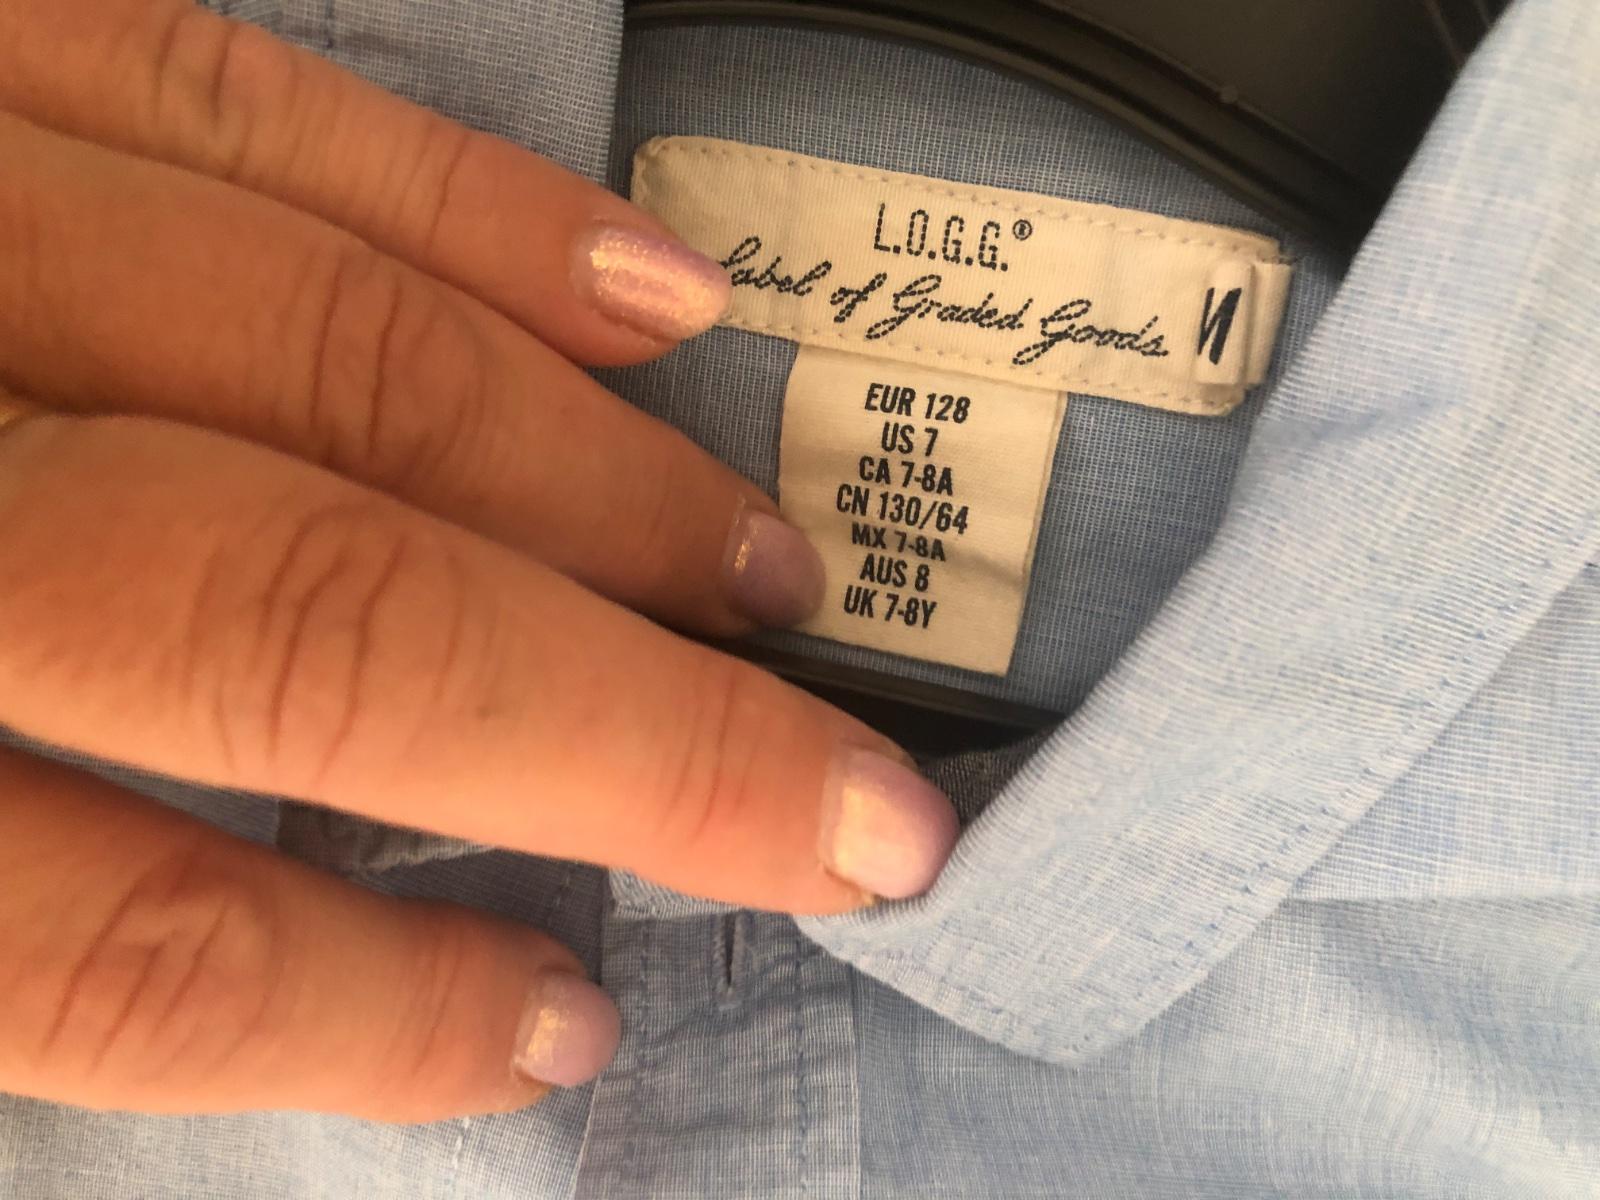 L.O.G.G.®
Label of Graded Goods
EUR 128
US 7
CA 7-8A
CN 130/64
MX 7-8A
AUS 8
UK 7-8Y